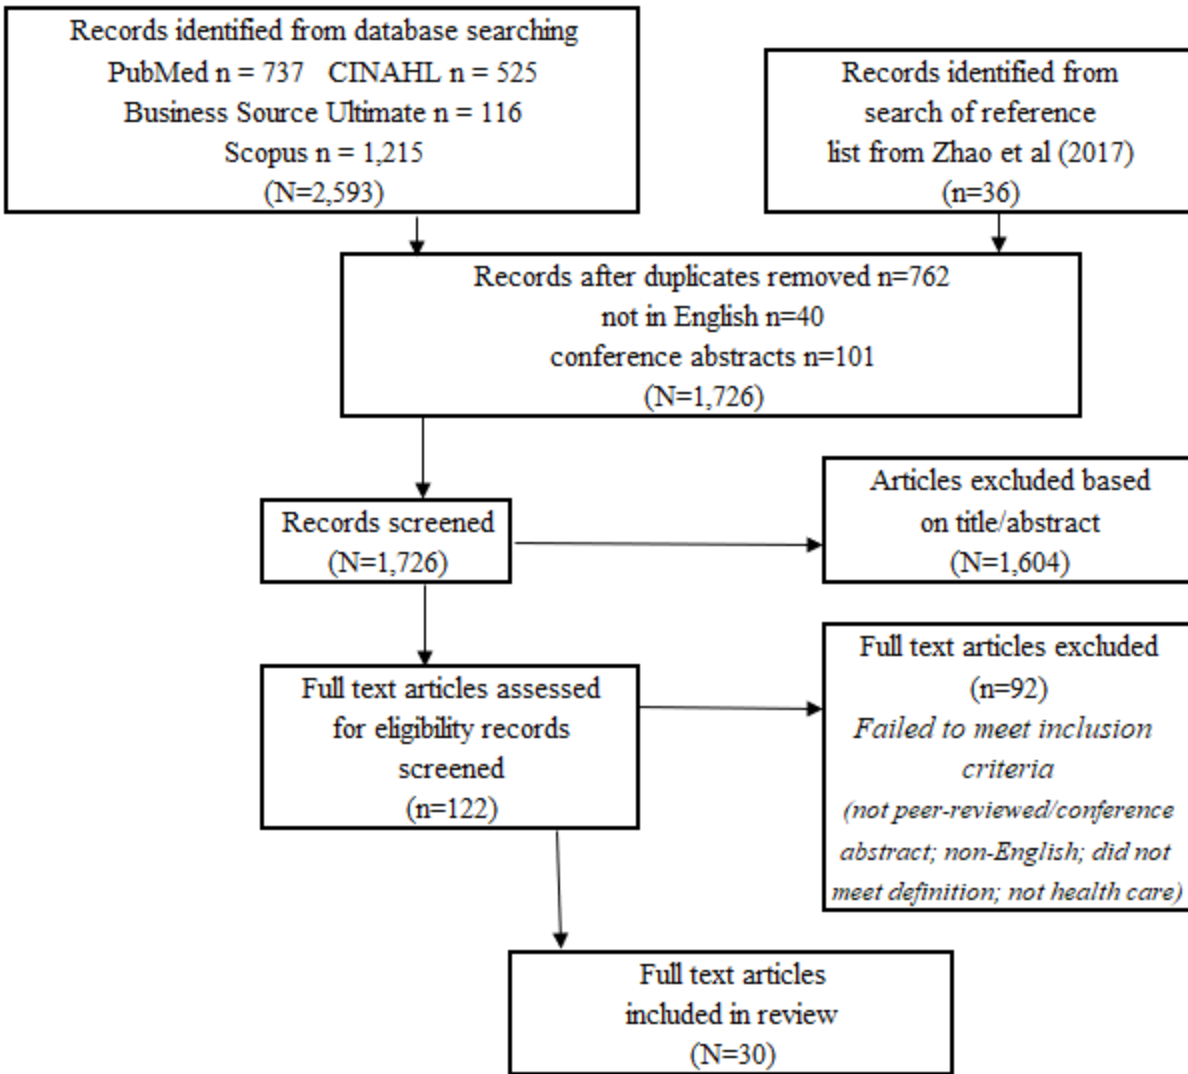 Records identified from database searching
PubMed n = 737   CINAHL n = 525
Business Source Ultimate n = 116
Scopus n = 1,215
(N=2,593)
Records identified from
search of reference
list from Zhao et al (2017)
(n=36)
Records after duplicates removed n=762
not in English n=40
conference abstracts n=101
(N=1,726)
Records screened
(N=1,726)
Articles excluded based
on title/abstract
(N=1,604)
Full text articles assessed
for eligibility records
screened
(n=122)
Full text articles excluded
(n=92)
Failed to meet inclusion
criteria
(not peer-reviewed/conference
abstract; non-English; did not
meet definition; not health care)
Full text articles
included in review
(N=30)